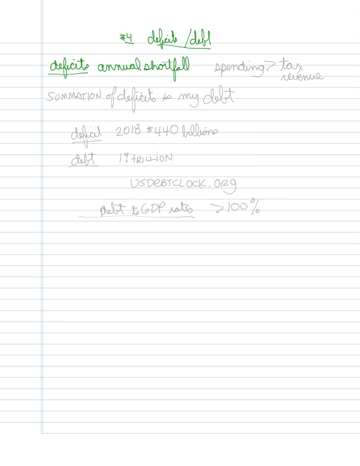 #4 deficit / debt
deficits annual shortfall spending > tax revenue
SUMMATION of deficits is my debt
deficit 2018 $440 billions
debt 19 trillion
USDEBTCLOCK.org
Debt to GDP ratio >100%